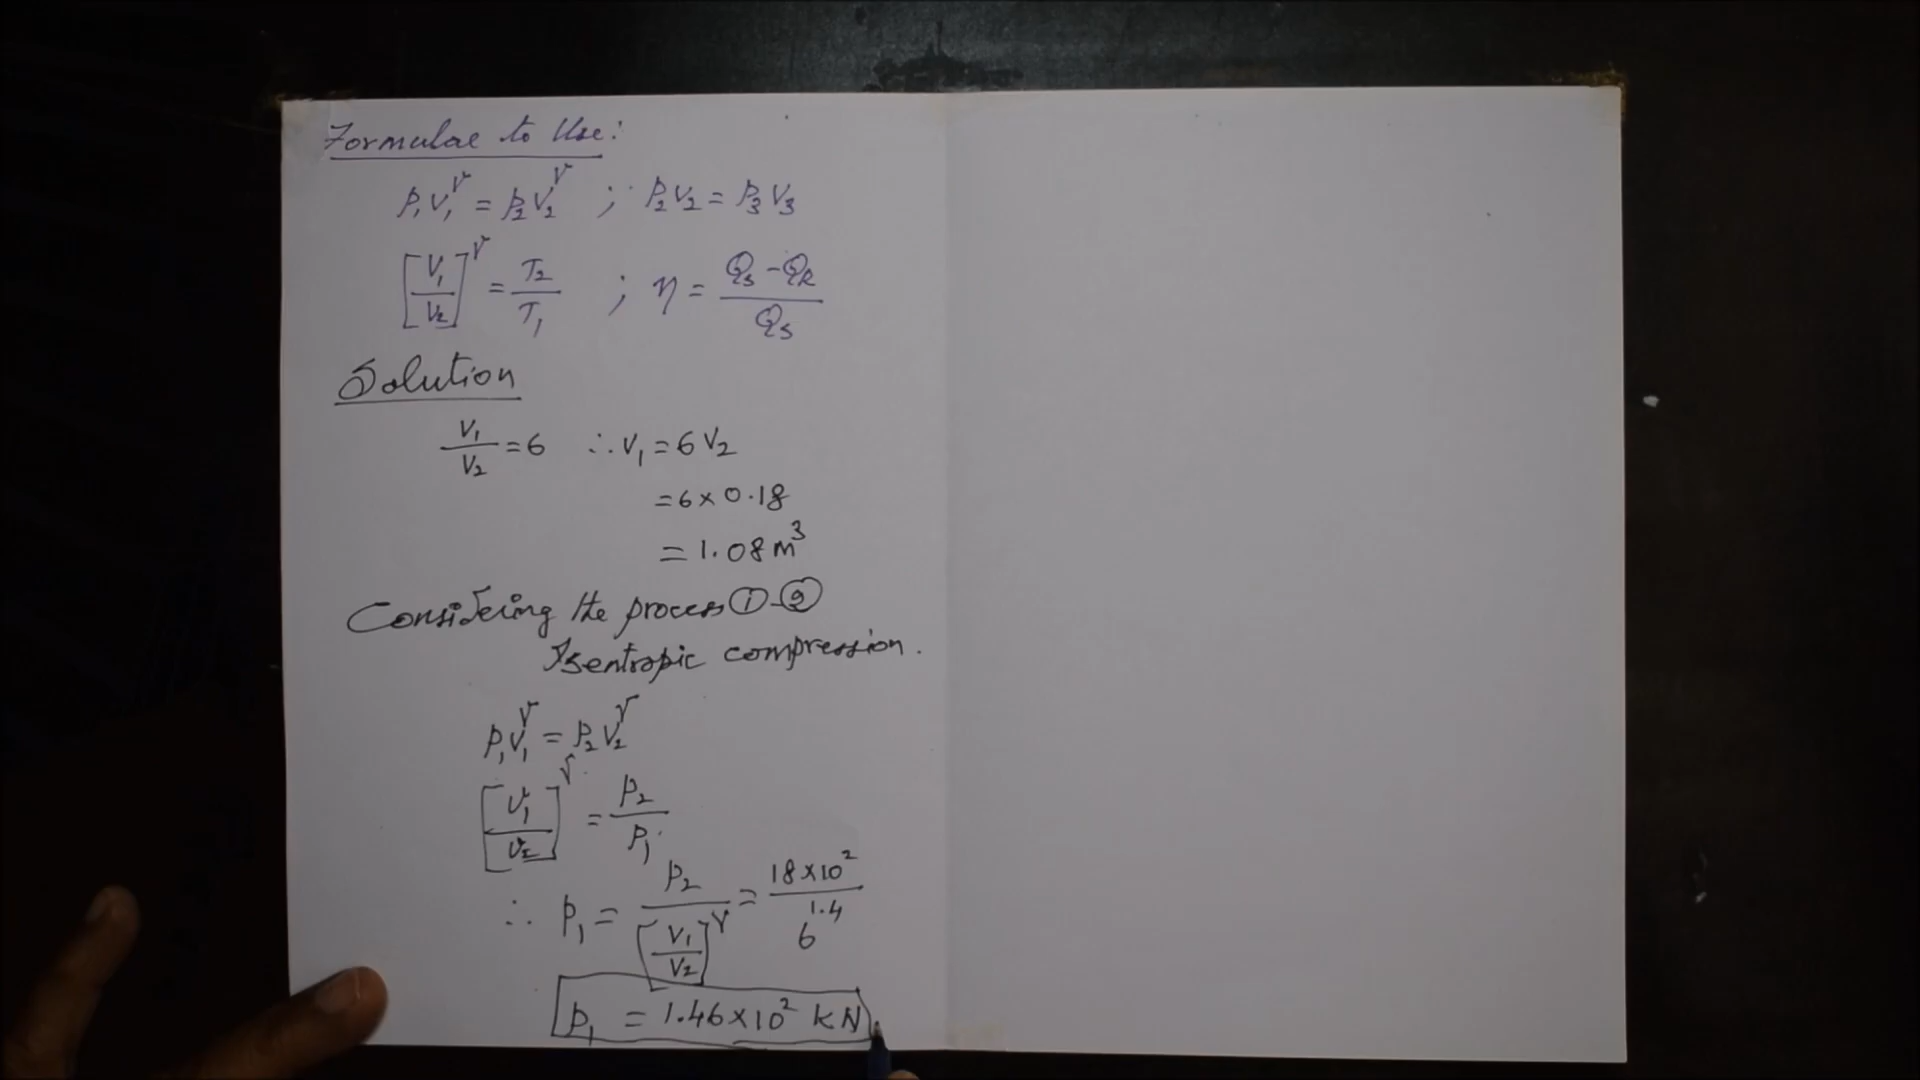 Formulae to Use:
P₁V₁^γ = P₂V₂^γ ; P₂V₂ = P₃V₃
[V₁/V₂]^γ = T₂/T₁ ; η = (Qs - QR)/Qs
Solution
V₁/V₂ = 6 ∴ V₁ = 6V₂
= 6 × 0.18
= 1.08 m³
Considering the process ①-②
Isentropic compression.
P₁V₁^γ = P₂V₂^γ
[V₁/V₂]^γ = P₂/P₁
∴ P₁ = P₂/[V₁/V₂]^γ = 18×10²/6^1.4
P₁ = 1.46×10² kN